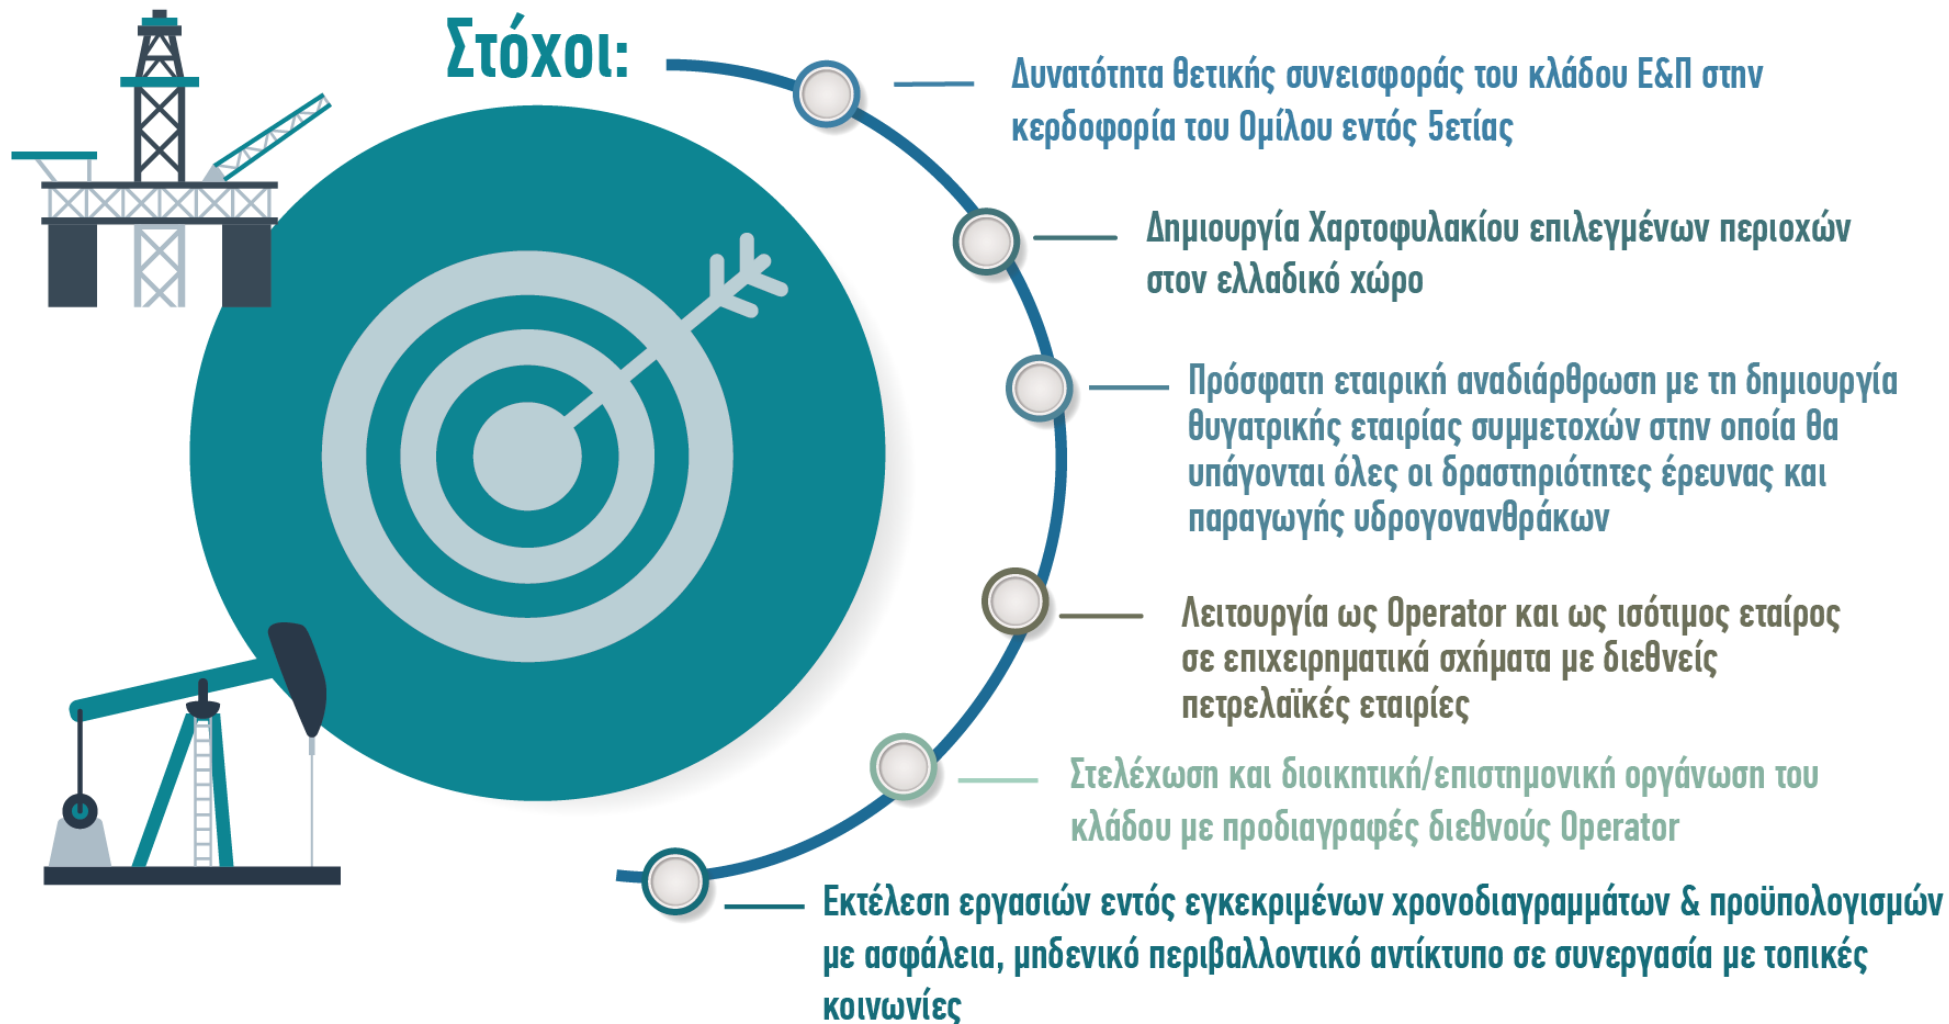 Στόχοι:
Δυνατότητα θετικής συνεισφοράς του κλάδου Ε&Π στην
κερδοφορία του Ομίλου εντός 5ετίας
Δημιουργία Χαρτοφυλακίου επιλεγμένων περιοχών
στον ελλαδικό χώρο
Πρόσφατη εταιρική αναδιάρθρωση με τη δημιουργία
θυγατρικής εταιρίας συμμετοχών στην οποία θα
υπάγονται όλες οι δραστηριότητες έρευνας και
παραγωγής υδρογονανθράκων
Λειτουργία ως Operator και ως ισότιμος εταίρος
σε επιχειρηματικά σχήματα με διεθνείς
πετρελαϊκές εταιρίες
Στελέχωση και διοικητική/επιστημονική οργάνωση του
κλάδου με προδιαγραφές διεθνούς Operator
Εκτέλεση εργασιών εντός εγκεκριμένων χρονοδιαγραμμάτων & προϋπολογισμών
με ασφάλεια, μηδενικό περιβαλλοντικό αντίκτυπο σε συνεργασία με τοπικές
κοινωνίες